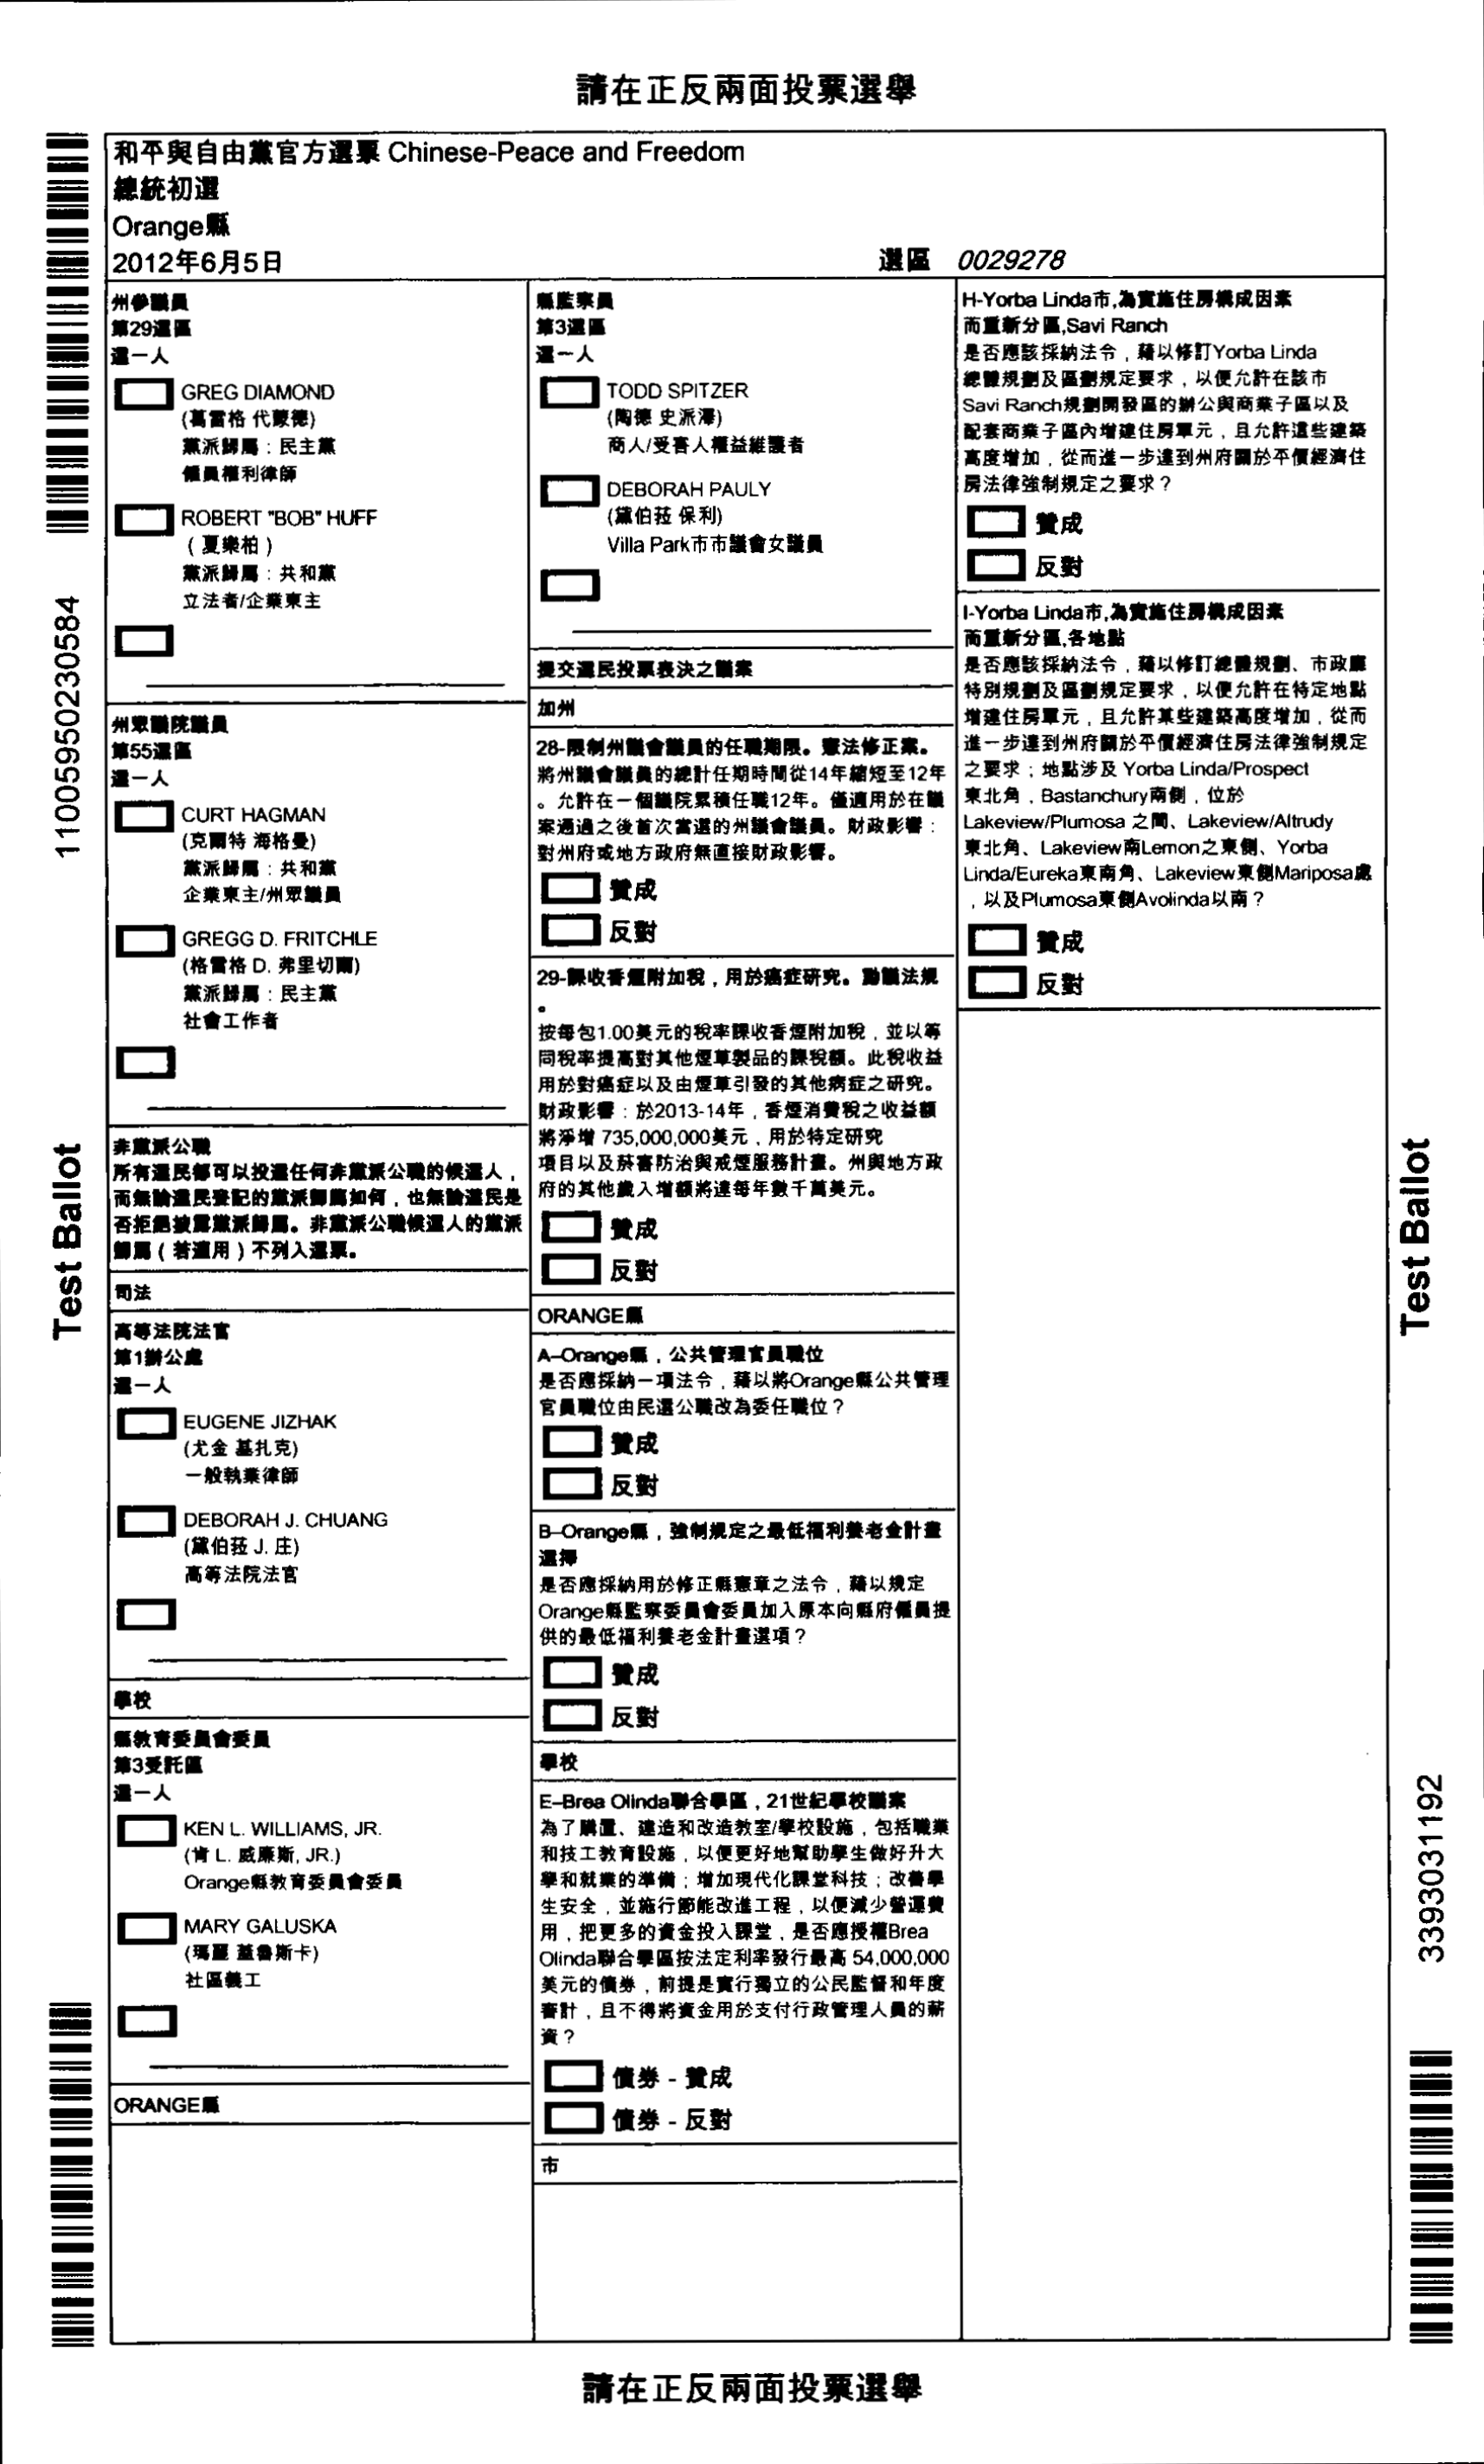 請在正反兩面投票選舉
和平與自由黨官方選票 Chinese-Peace and Freedom
總統初選
Orange縣
2012年6月5日
選區 0029278
州參議員
第29選區
選一人
GREG DIAMOND
(葛雷格 代蒙德)
黨派歸屬：民主黨
僱員權利律師
ROBERT "BOB" HUFF
（夏樂柏）
黨派歸屬：共和黨
立法者/企業東主
州眾議院議員
第55選區
選一人
CURT HAGMAN
(克爾特 海格曼)
黨派歸屬：共和黨
企業東主/州眾議員
GREGG D. FRITCHLE
(格雷格 D. 弗里切爾)
黨派歸屬：民主黨
社會工作者
非黨派公職
所有選民都可以投選任何非黨派公職的候選人，
而無論選民登記的黨派歸屬如何，也無論選民是
否拒絕披露黨派歸屬。非黨派公職候選人的黨派
歸屬（若適用）不列入選票。
司法
高等法院法官
第1辦公處
選一人
EUGENE JIZHAK
(尤金 基扎克)
一般執業律師
DEBORAH J. CHUANG
(黛伯菈 J. 庄)
高等法院法官
學校
縣教育委員會委員
第3受託區
選一人
KEN L. WILLIAMS, JR.
(肯 L. 威廉斯, JR.)
Orange縣教育委員會委員
MARY GALUSKA
(瑪麗 蓋魯斯卡)
社區義工
ORANGE縣
縣監察員
第3選區
選一人
TODD SPITZER
(陶德 史派澤)
商人/受害人權益維護者
DEBORAH PAULY
(黛伯菈 保利)
Villa Park市市議會女議員
提交選民投票表決之議案
加州
28-限制州議會議員的任職期限。憲法修正案。
將州議會議員的總計任期時間從14年縮短至12年
。允許在一個議院累積任職12年。僅適用於在議
案通過之後首次當選的州議會議員。財政影響：
對州府或地方政府無直接財政影響。
贊成
反對
29-課收香煙附加稅，用於癌症研究。動議法規
。
按每包1.00美元的稅率課收香煙附加稅，並以等
同稅率提高對其他煙草製品的課稅額。此稅收益
用於對癌症以及由煙草引發的其他病症之研究。
財政影響：於2013-14年，香煙消費稅之收益額
將淨增 735,000,000美元，用於特定研究
項目以及菸害防治與戒煙服務計畫。州與地方政
府的其他歲入增額將達每年數千萬美元。
贊成
反對
ORANGE縣
A–Orange縣，公共管理官員職位
是否應採納一項法令，藉以將Orange縣公共管理
官員職位由民選公職改為委任職位？
贊成
反對
B–Orange縣，強制規定之最低福利養老金計畫
選擇
是否應採納用於修正縣憲章之法令，藉以規定
Orange縣監察委員會委員加入原本向縣府僱員提
供的最低福利養老金計畫選項？
贊成
反對
學校
E–Brea Olinda聯合學區，21世紀學校議案
為了購置、建造和改造教室/學校設施，包括職業
和技工教育設施，以便更好地幫助學生做好升大
學和就業的準備；增加現代化課堂科技；改善學
生安全，並施行節能改進工程，以便減少營運費
用，把更多的資金投入課堂，是否應授權Brea
Olinda聯合學區按法定利率發行最高 54,000,000
美元的債券，前提是實行獨立的公民監督和年度
審計，且不得將資金用於支付行政管理人員的薪
資？
債券 - 贊成
債券 - 反對
市
H-Yorba Linda市,為實施住房構成因素
而重新分區,Savi Ranch
是否應該採納法令，藉以修訂Yorba Linda
總體規劃及區劃規定要求，以便允許在該市
Savi Ranch規劃開發區的辦公與商業子區以及
配套商業子區內增建住房單元，且允許這些建築
高度增加，從而進一步達到州府關於平價經濟住
房法律強制規定之要求？
贊成
反對
I-Yorba Linda市,為實施住房構成因素
而重新分區,各地點
是否應該採納法令，藉以修訂總體規劃、市政廳
特別規劃及區劃規定要求，以便允許在特定地點
增建住房單元，且允許某些建築高度增加，從而
進一步達到州府關於平價經濟住房法律強制規定
之要求；地點涉及 Yorba Linda/Prospect
東北角，Bastanchury南側，位於
Lakeview/Plumosa 之間、Lakeview/Altrudy
東北角、Lakeview南Lemon之東側、Yorba
Linda/Eureka東南角、Lakeview東側Mariposa處
，以及Plumosa東側Avolinda以南？
贊成
反對
11005950230584
Test Ballot
Test Ballot
3393031192
請在正反兩面投票選舉